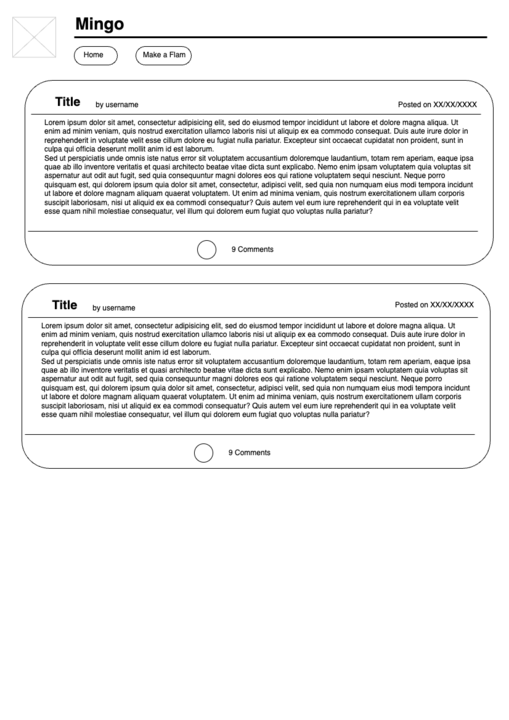 Mingo
Home
Make a Flam
Title
by username
Posted on XX/XX/XXXX
Lorem ipsum dolor sit amet, consectetur adipisicing elit, sed do eiusmod tempor incididunt ut labore et dolore magna aliqua. Ut
enim ad minim veniam, quis nostrud exercitation ullamco laboris nisi ut aliquip ex ea commodo consequat. Duis aute irure dolor in
reprehenderit in voluptate velit esse cillum dolore eu fugiat nulla pariatur. Excepteur sint occaecat cupidatat non proident, sunt in
culpa qui officia deserunt mollit anim id est laborum.
Sed ut perspiciatis unde omnis iste natus error sit voluptatem accusantium doloremque laudantium, totam rem aperiam, eaque ipsa
quae ab illo inventore veritatis et quasi architecto beatae vitae dicta sunt explicabo. Nemo enim ipsam voluptatem quia voluptas sit
aspernatur aut odit aut fugit, sed quia consequuntur magni dolores eos qui ratione voluptatem sequi nesciunt. Neque porro
quisquam est, qui dolorem ipsum quia dolor sit amet, consectetur, adipisci velit, sed quia non numquam eius modi tempora incidunt
ut labore et dolore magnam aliquam quaerat voluptatem. Ut enim ad minima veniam, quis nostrum exercitationem ullam corporis
suscipit laboriosam, nisi ut aliquid ex ea commodi consequatur? Quis autem vel eum iure reprehenderit qui in ea voluptate velit
esse quam nihil molestiae consequatur, vel illum qui dolorem eum fugiat quo voluptas nulla pariatur?
9 Comments
Title
by username
Posted on XX/XX/XXXX
Lorem ipsum dolor sit amet, consectetur adipisicing elit, sed do eiusmod tempor incididunt ut labore et dolore magna aliqua. Ut
enim ad minim veniam, quis nostrud exercitation ullamco laboris nisi ut aliquip ex ea commodo consequat. Duis aute irure dolor in
reprehenderit in voluptate velit esse cillum dolore eu fugiat nulla pariatur. Excepteur sint occaecat cupidatat non proident, sunt in
culpa qui officia deserunt mollit anim id est laborum.
Sed ut perspiciatis unde omnis iste natus error sit voluptatem accusantium doloremque laudantium, totam rem aperiam, eaque ipsa
quae ab illo inventore veritatis et quasi architecto beatae vitae dicta sunt explicabo. Nemo enim ipsam voluptatem quia voluptas sit
aspernatur aut odit aut fugit, sed quia consequuntur magni dolores eos qui ratione voluptatem sequi nesciunt. Neque porro
quisquam est, qui dolorem ipsum quia dolor sit amet, consectetur, adipisci velit, sed quia non numquam eius modi tempora incidunt
ut labore et dolore magnam aliquam quaerat voluptatem. Ut enim ad minima veniam, quis nostrum exercitationem ullam corporis
suscipit laboriosam, nisi ut aliquid ex ea commodi consequatur? Quis autem vel eum iure reprehenderit qui in ea voluptate velit
esse quam nihil molestiae consequatur, vel illum qui dolorem eum fugiat quo voluptas nulla pariatur?
9 Comments